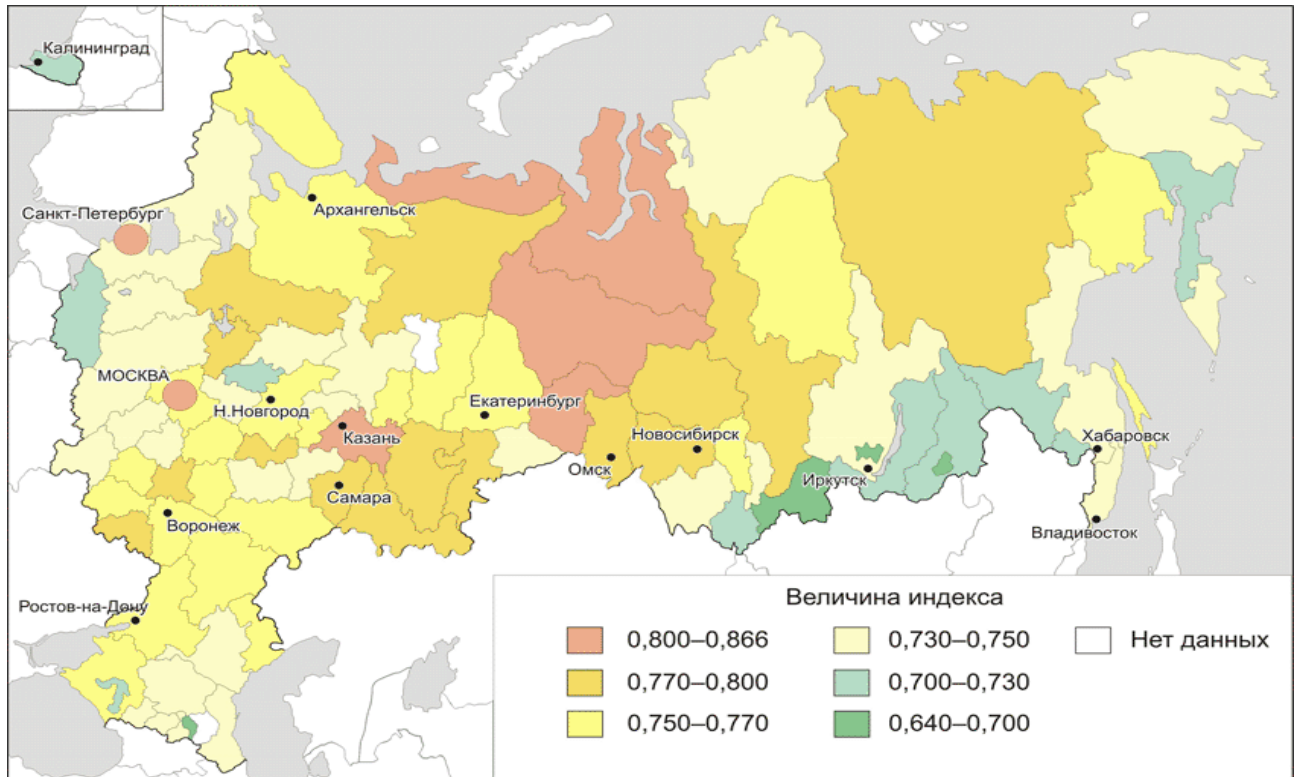 Калининград
Санкт-Петербург
Архангельск
МОСКВА
Н.Новгород
Екатеринбург
Казань
Новосибирск
Омск
Иркутск
Хабаровск
Самара
Воронеж
Владивосток
Ростов-на-Дону
Величина индекса
0,800–0,866
0,730–0,750
Нет данных
0,770–0,800
0,700–0,730
0,750–0,770
0,640–0,700